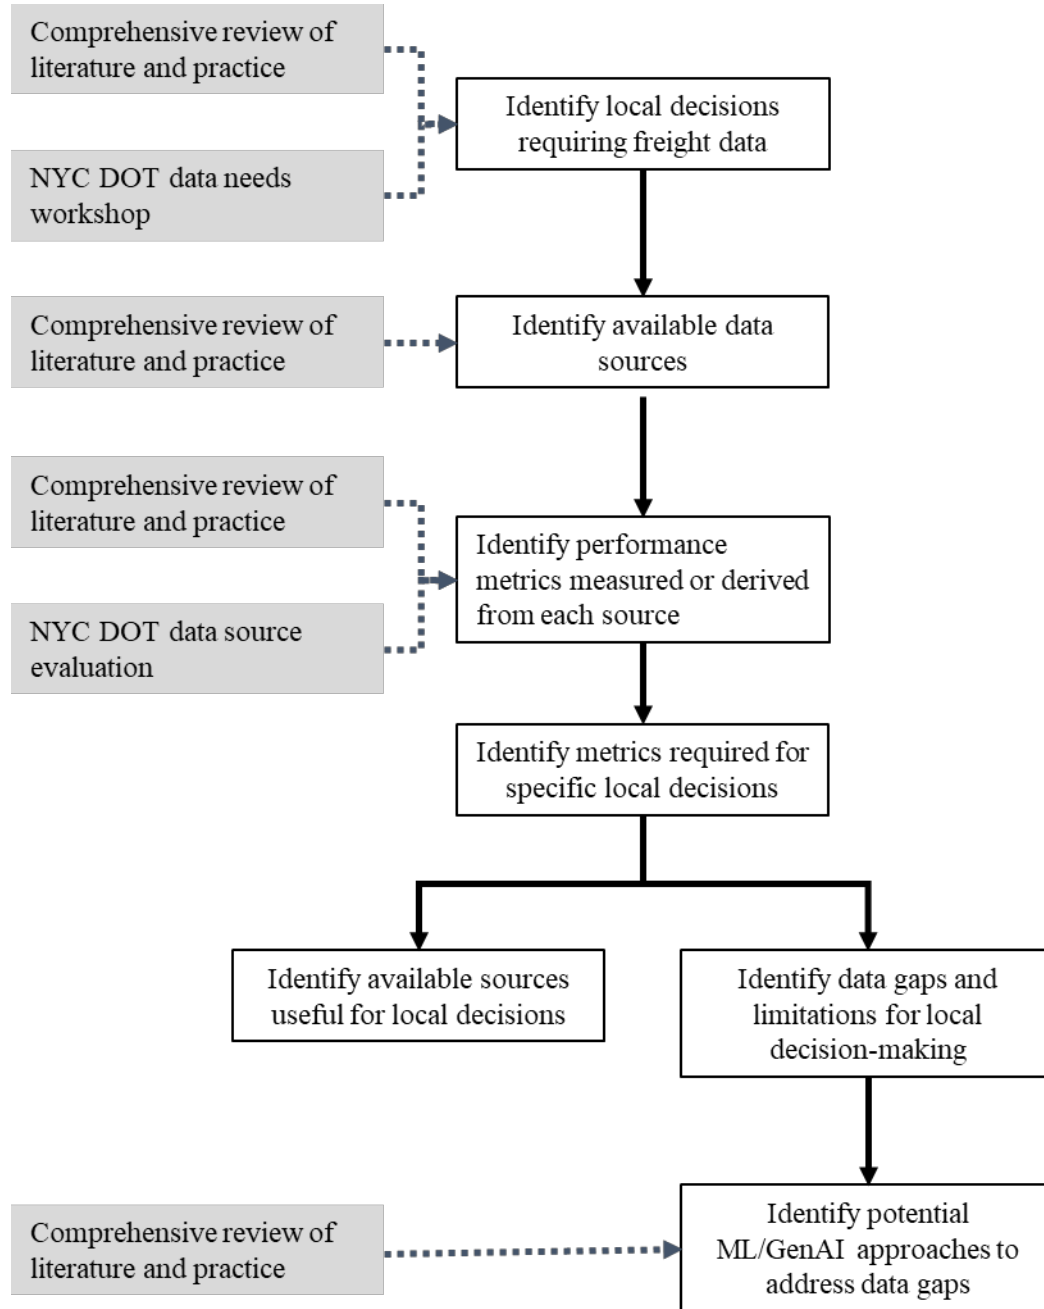 Comprehensive review of
literature and practice
Identify local decisions
requiring freight data
NYC DOT data needs
workshop
Comprehensive review of
literature and practice
Identify available data
sources
Comprehensive review of
literature and practice
Identify performance
metrics measured or derived
from each source
NYC DOT data source
evaluation
Identify metrics required for
specific local decisions
Identify available sources
useful for local decisions
Identify data gaps and
limitations for local
decision-making
Comprehensive review of
literature and practice
Identify potential
ML/GenAI approaches to
address data gaps